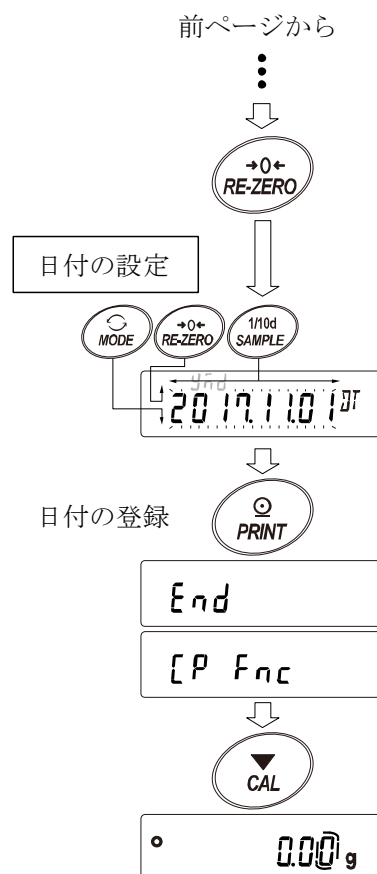 前ページから
→0←
RE-ZERO
日付の設定
MODE
→0←
RE-ZERO
1/10d
SAMPLE
ymd
2017.11.01 DT
日付の登録
PRINT
End
CP Fnc
CAL
0.00 g